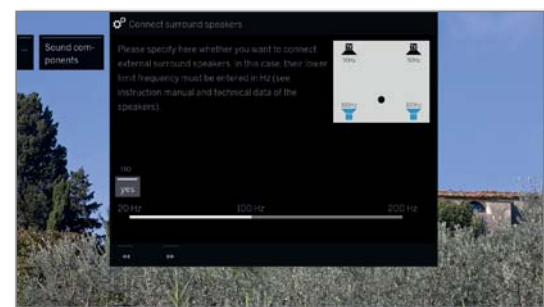 Connect surround speakers
Sound com-
ponents
Please specify here whether you want to connect
external surround speakers. In this case, their lower
limit frequency must be entered in Hz (see
instruction manual and technical data of the
speakers).
no
yes
20 Hz 100 Hz 200 Hz